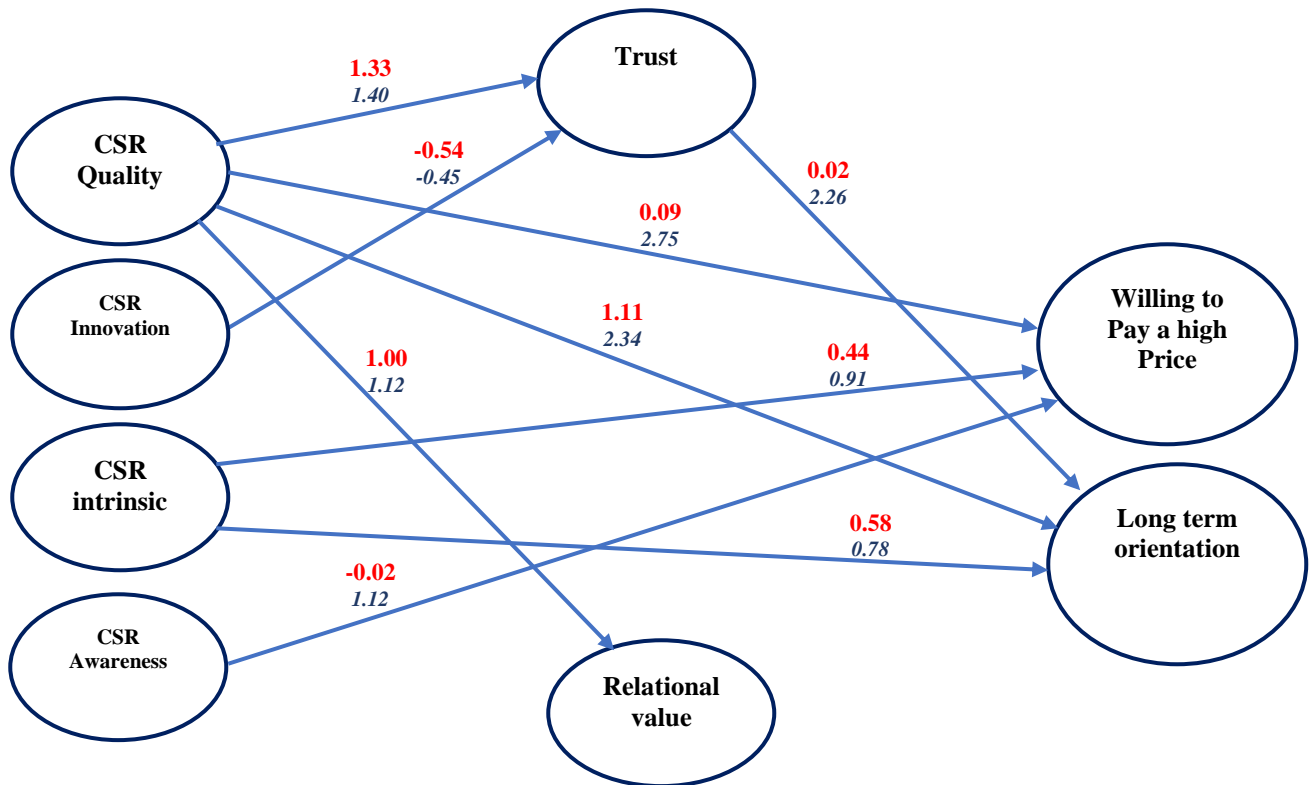 Trust
1.33
1.40
CSR
Quality
-0.54
-0.45
0.02
2.26
0.09
2.75
CSR
Innovation
Willing to
Pay a high
Price
1.11
2.34
1.00
1.12
0.44
0.91
CSR
intrinsic
Long term
orientation
0.58
0.78
-0.02
1.12
CSR
Awareness
Relational
value